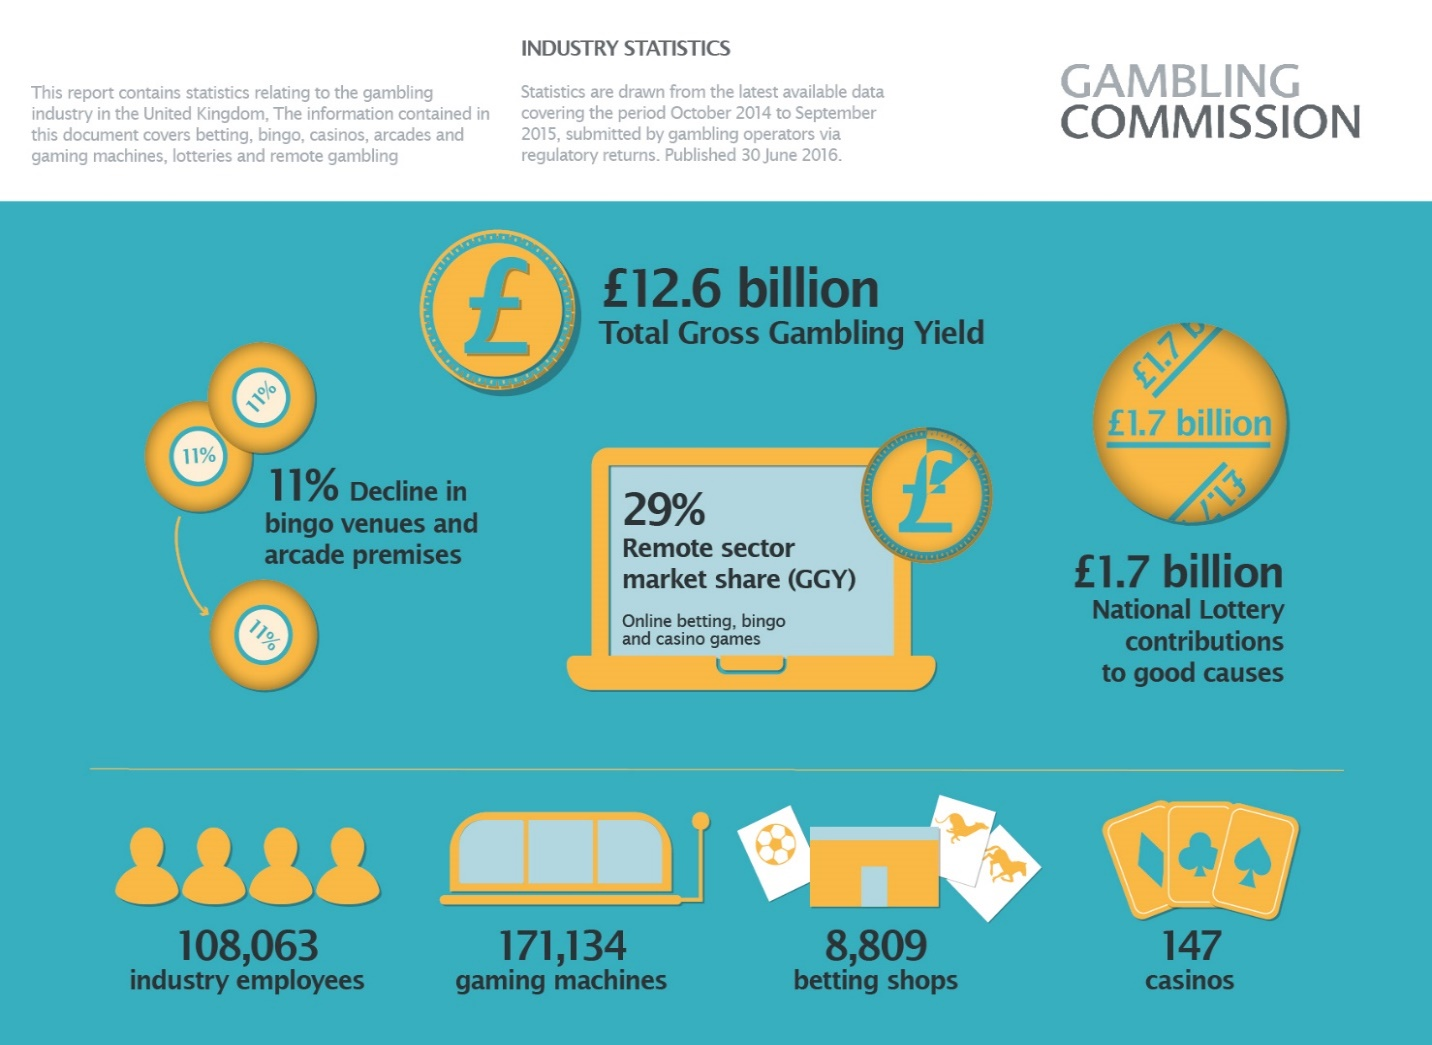 INDUSTRY STATISTICS
This report contains statistics relating to the gambling
industry in the United Kingdom, The information contained in
this document covers betting, bingo, casinos, arcades and
gaming machines, lotteries and remote gambling
Statistics are drawn from the latest available data
covering the period October 2014 to September
2015, submitted by gambling operators via
regulatory returns. Published 30 June 2016.
GAMBLING
COMMISSION
£
£12.6 billion
Total Gross Gambling Yield
11%
11%
11% Decline in
bingo venues and
arcade premises
11%
29%
Remote sector
market share (GGY)
Online betting, bingo
and casino games
£
£1.7 b
£1.7 billion
£1.7
£1.7 billion
National Lottery
contributions
to good causes
108,063
industry employees
171,134
gaming machines
8,809
betting shops
147
casinos